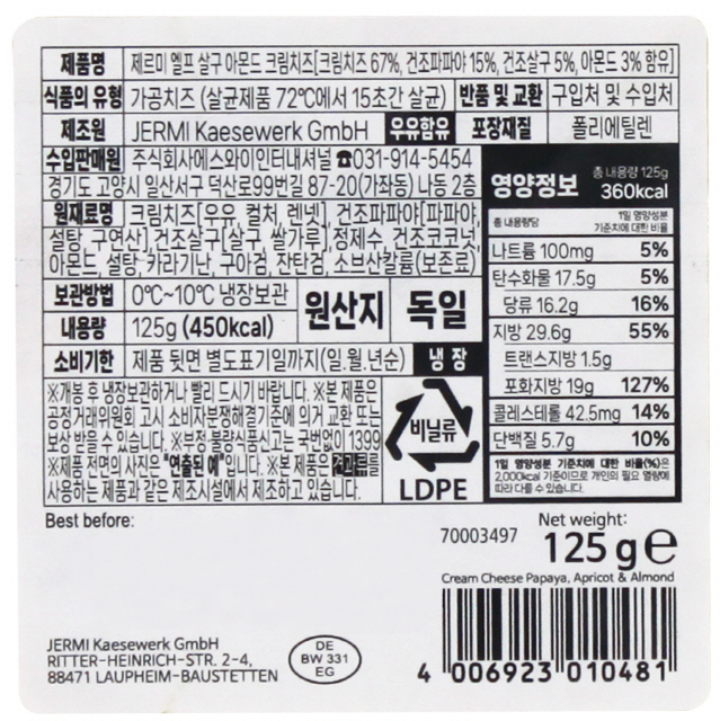 제품명 제르미 엘프 살구 아몬드 크림치즈[크림치즈 67%, 건조파파야 15%, 건조살구 5%, 아몬드 3% 함유]
식품의 유형 가공치즈 (살균제품 72℃에서 15초간 살균) 반품 및 교환 구입처 및 수입처
제조원 JERMI Kaesewerk GmbH 우유함유 포장재질 폴리에틸렌
수입판매원 주식회사에스와이인터내셔널 ☎031-914-5454
경기도 고양시 일산서구 덕산로99번길 87-20(가좌동) 나동 2층
원재료명 크림치즈[우유, 컬처, 렌넷], 건조파파야[파파야,
설탕, 구연산],건조살구[살구, 쌀가루],정제수, 건조코코넛,
아몬드, 설탕, 카라기난, 구아검, 잔탄검, 소브산칼륨(보존료)
보관방법 0℃~10℃ 냉장보관
내용량 125g (450kcal)
원산지 독일
소비기한 제품 뒷면 별도표기일까지(일.월.년순) 냉 장
※개봉 후 냉장보관하거나 빨리 드시기 바랍니다. ※본 제품은
공정거래위원회 고시 소비자분쟁해결기준에 의거 교환 또는
보상 받을 수 있습니다. ※부정·불량식품신고는 국번없이 1399
※제품 전면의 사진은 "연출된 예"입니다. ※본 제품은 견과류를
사용하는 제품과 같은 제조시설에서 제조하고 있습니다.
비닐류
LDPE
영양정보 총 내용량 125g
360kcal
총 내용량당 1일 영양성분
기준치에 대한 비율
나트륨 100mg 5%
탄수화물 17.5g 5%
당류 16.2g 16%
지방 29.6g 55%
트랜스지방 1.5g
포화지방 19g 127%
콜레스테롤 42.5mg 14%
단백질 5.7g 10%
1일 영양성분 기준치에 대한 비율(%)은
2,000kcal 기준이므로 개인의 필요 열량에
따라 다를 수 있습니다.
Best before:
70003497
Net weight:
125 g e
Cream Cheese Papaya, Apricot & Almond
JERMI Kaesewerk GmbH
RITTER-HEINRICH-STR. 2-4,
88471 LAUPHEIM-BAUSTETTEN
DE
BW 331
EG
4 006923 010481